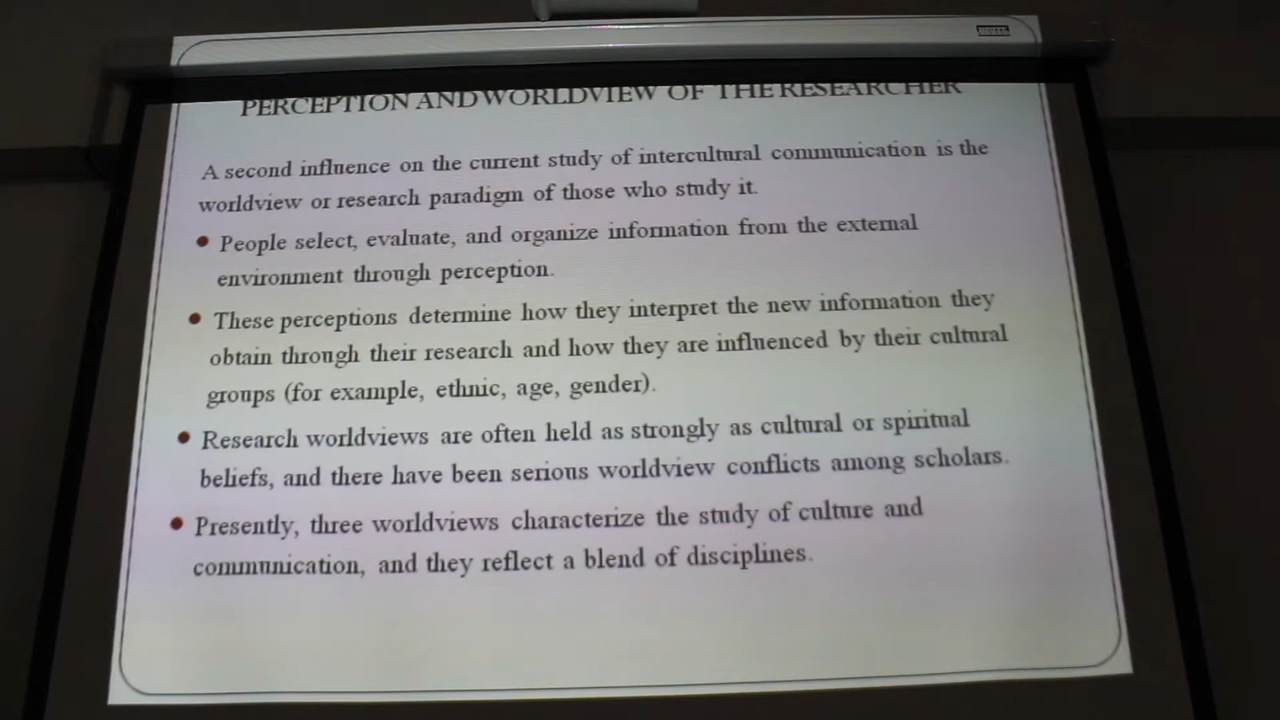 PERCEPTION AND WORLDVIEW OF THE RESEARCHER
A second influence on the current study of intercultural communication is the
worldview or research paradigm of those who study it.
• People select, evaluate, and organize information from the external
environment through perception.
• These perceptions determine how they interpret the new information they
obtain through their research and how they are influenced by their cultural
groups (for example, ethnic, age, gender).
• Research worldviews are often held as strongly as cultural or spiritual
beliefs, and there have been serious worldview conflicts among scholars.
• Presently, three worldviews characterize the study of culture and
communication, and they reflect a blend of disciplines.